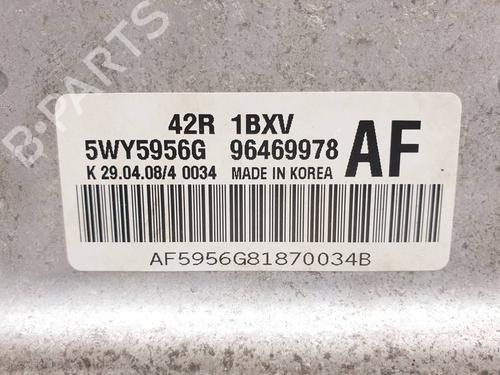 B-PARTS
42R 1BXV
5WY5956G 96469978 AF
K 29.04.08/4 0034 MADE IN KOREA
AF5956G81870034B